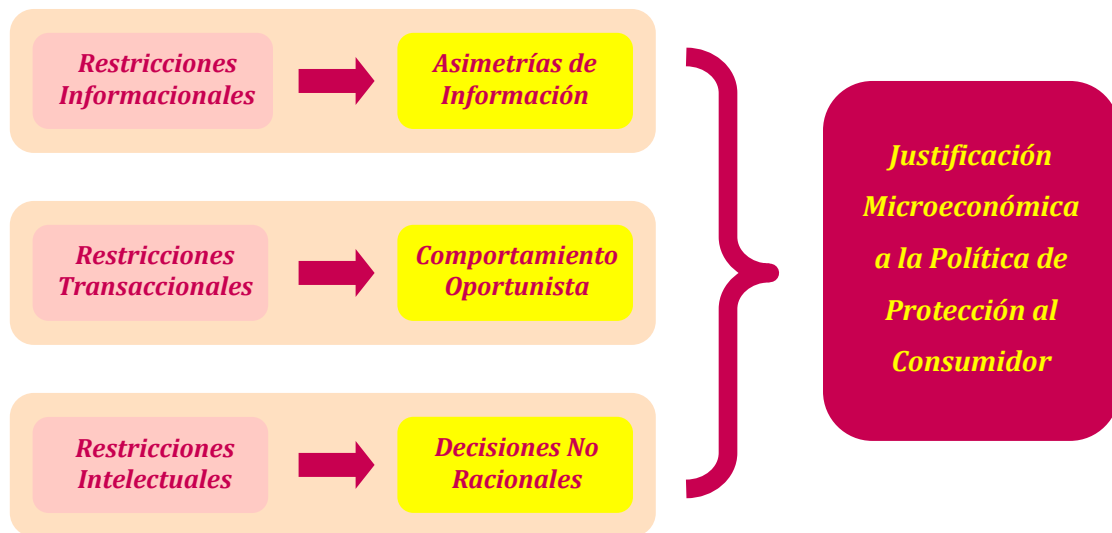 Restricciones
Informacionales
Asimetrías de
Información
Restricciones
Transaccionales
Comportamiento
Oportunista
Restricciones
Intelectuales
Decisiones No
Racionales
Justificación
Microeconómica
a la Política de
Protección al
Consumidor